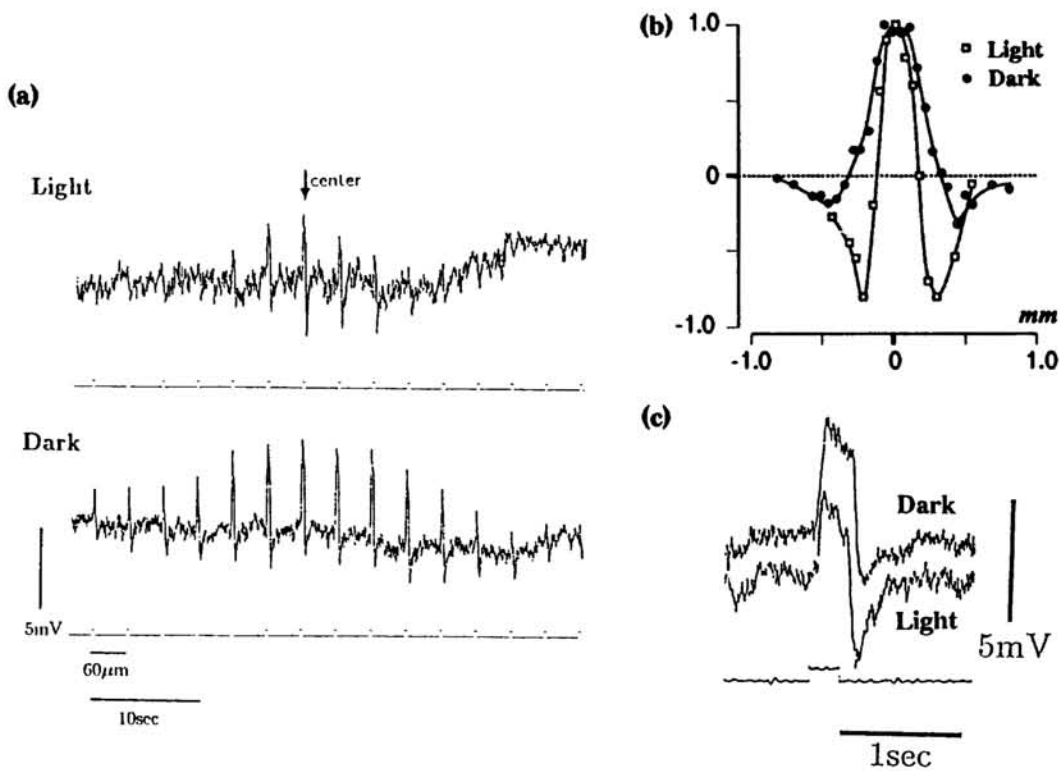 (a)
Light
center
Dark
5mV
60μm
10sec
(b)
1.0
Light
Dark
0
-1.0
mm
-1.0
0
1.0
(c)
Dark
Light
5mV
1sec